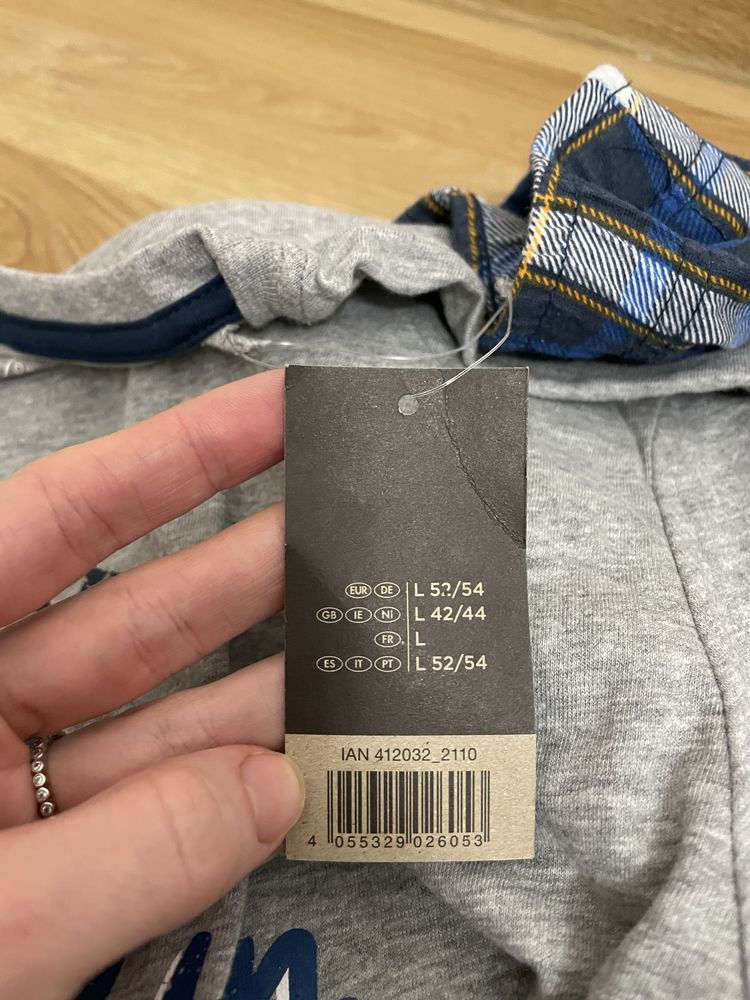 EUR DE L 52/54
GB IE NI L 42/44
FR L
ES IT PT L 52/54
IAN 412032_2110
4 055329 026053